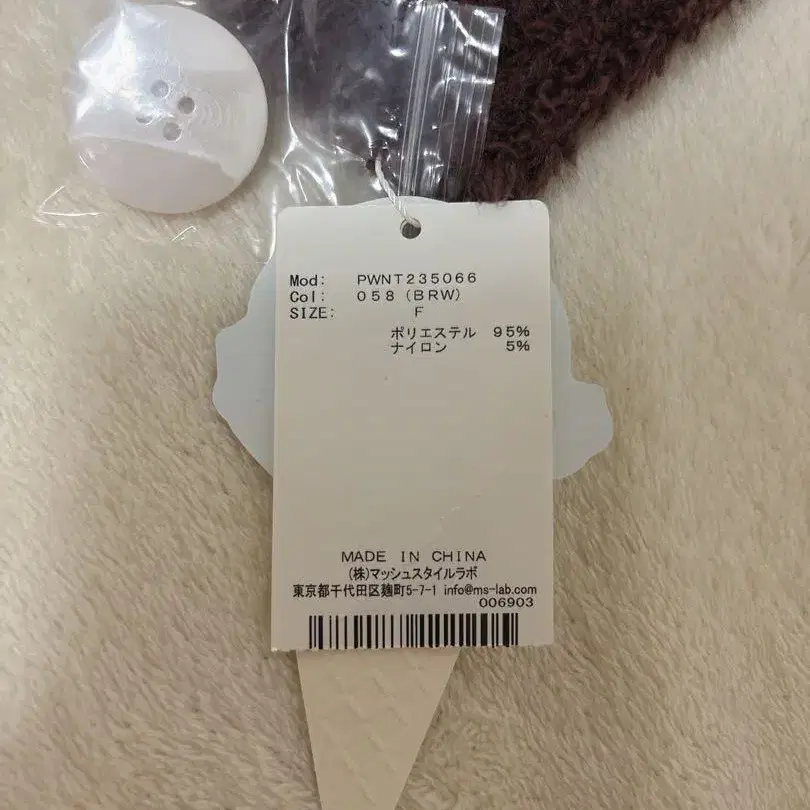 Mod: PWNT235066
Col: 058(BRW)
SIZE: F
ポリエステル 95%
ナイロン 5%
MADE IN CHINA
(株)マッシュスタイルラボ
東京都千代田区麹町5-7-1 info@ms-lab.com
006903